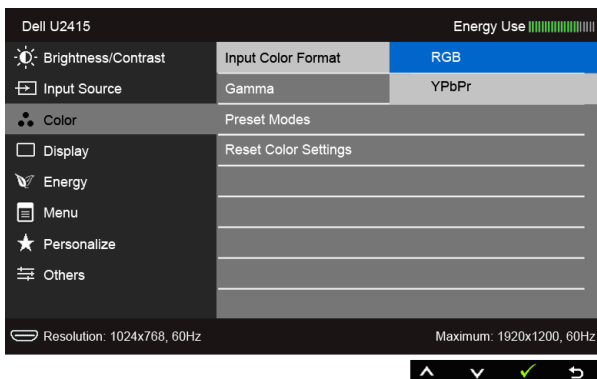 Dell U2415 Energy Use
Brightness/Contrast Input Color Format RGB
Input Source Gamma YPbPr
Color Preset Modes
Display Reset Color Settings
Energy
Menu
Personalize
Others
Resolution: 1024x768, 60Hz Maximum: 1920x1200, 60Hz